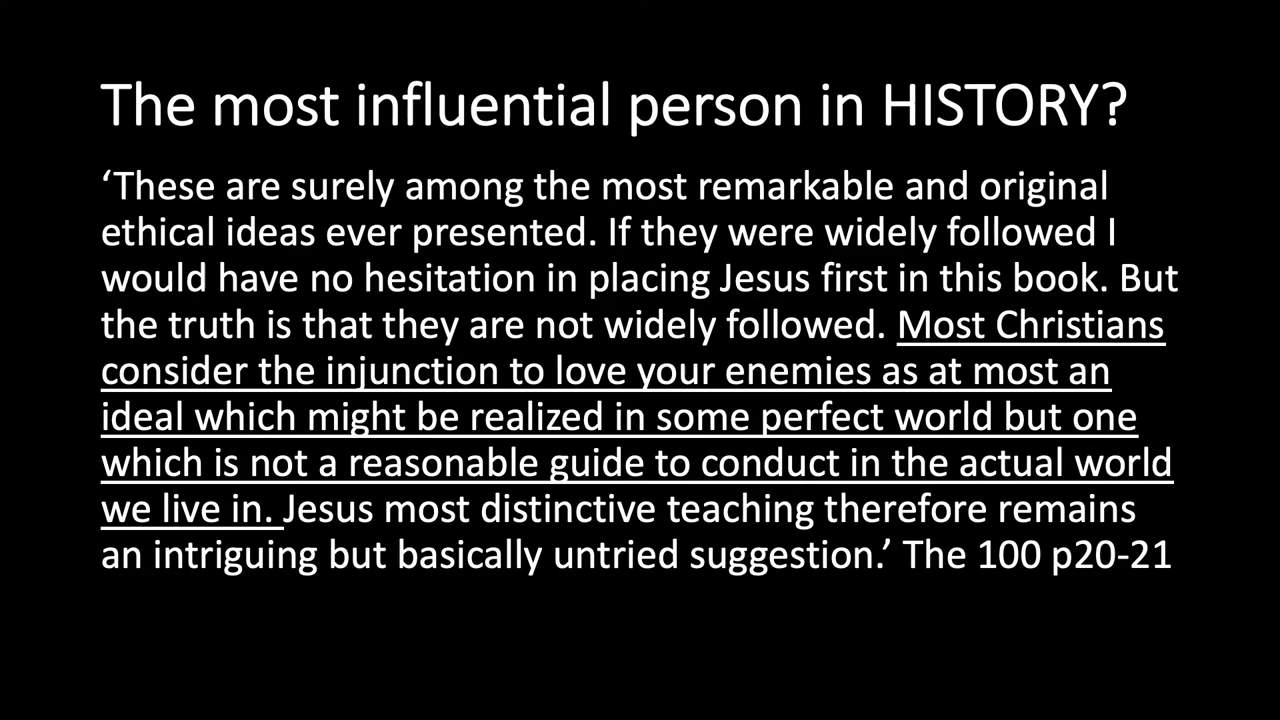 The most influential person in HISTORY?
‘These are surely among the most remarkable and original
ethical ideas ever presented. If they were widely followed I
would have no hesitation in placing Jesus first in this book. But
the truth is that they are not widely followed. Most Christians
consider the injunction to love your enemies as at most an
ideal which might be realized in some perfect world but one
which is not a reasonable guide to conduct in the actual world
we live in. Jesus most distinctive teaching therefore remains
an intriguing but basically untried suggestion.’ The 100 p20-21